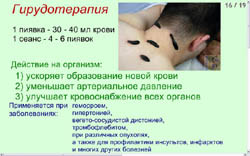 16 / 19
Гирудотерапия
1 пиявка - 30 - 40 мл крови
1 сеанс - 4 - 6 пиявок
Действие на организм:
1) ускоряет образование новой крови
2) уменьшает артериальное давление
3) улучшает кровоснабжение всех органов
Применяется при геморроем,
заболеваниях: гипертонией,
вегето-сосудистой дистонией,
тромбофлебитом,
при различных опухолях,
а также для профилактики инсультов, инфарктов
и многих других болезней